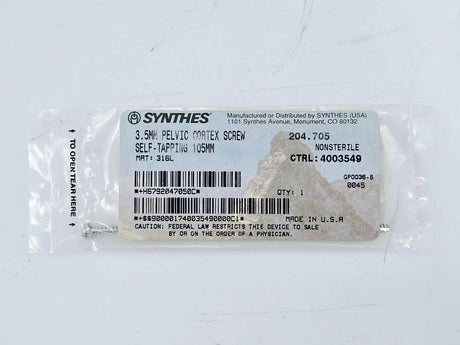 SYNTHES®
Manufactured or Distributed by SYNTHES (USA)
1101 Synthes Avenue, Monument, CO 80132
3.5MM PELVIC CORTEX SCREW
204.705
SELF-TAPPING 105MM
NONSTERILE
MAT: 316L
CTRL: 4003549
GP0036-B
0045
*+H6792047050C*
QTY: 1
*+$$90000174003549000​0C1*
MADE IN U.S.A
CAUTION: FEDERAL LAW RESTRICTS THIS DEVICE TO SALE
BY OR ON THE ORDER OF A PHYSICIAN.
TO OPEN TEAR HERE